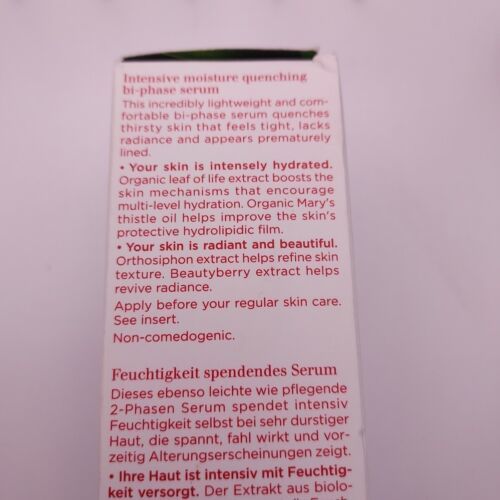 Intensive moisture quenching
bi-phase serum
This incredibly lightweight and com-
fortable bi-phase serum quenches
thirsty skin that feels tight, lacks
radiance and appears prematurely
lined.
• Your skin is intensely hydrated.
Organic leaf of life extract boosts the
skin mechanisms that encourage
multi-level hydration. Organic Mary's
thistle oil helps improve the skin's
protective hydrolipidic film.
• Your skin is radiant and beautiful.
Orthosiphon extract helps refine skin
texture. Beautyberry extract helps
revive radiance.
Apply before your regular skin care.
See insert.
Non-comedogenic.
Feuchtigkeit spendendes Serum
Dieses ebenso leichte wie pflegende
2-Phasen Serum spendet intensiv
Feuchtigkeit selbst bei sehr durstiger
Haut, die spannt, fahl wirkt und vor-
zeitig Alterungserscheinungen zeigt.
• Ihre Haut ist intensiv mit Feuchtig-
keit versorgt. Der Extrakt aus biolo-